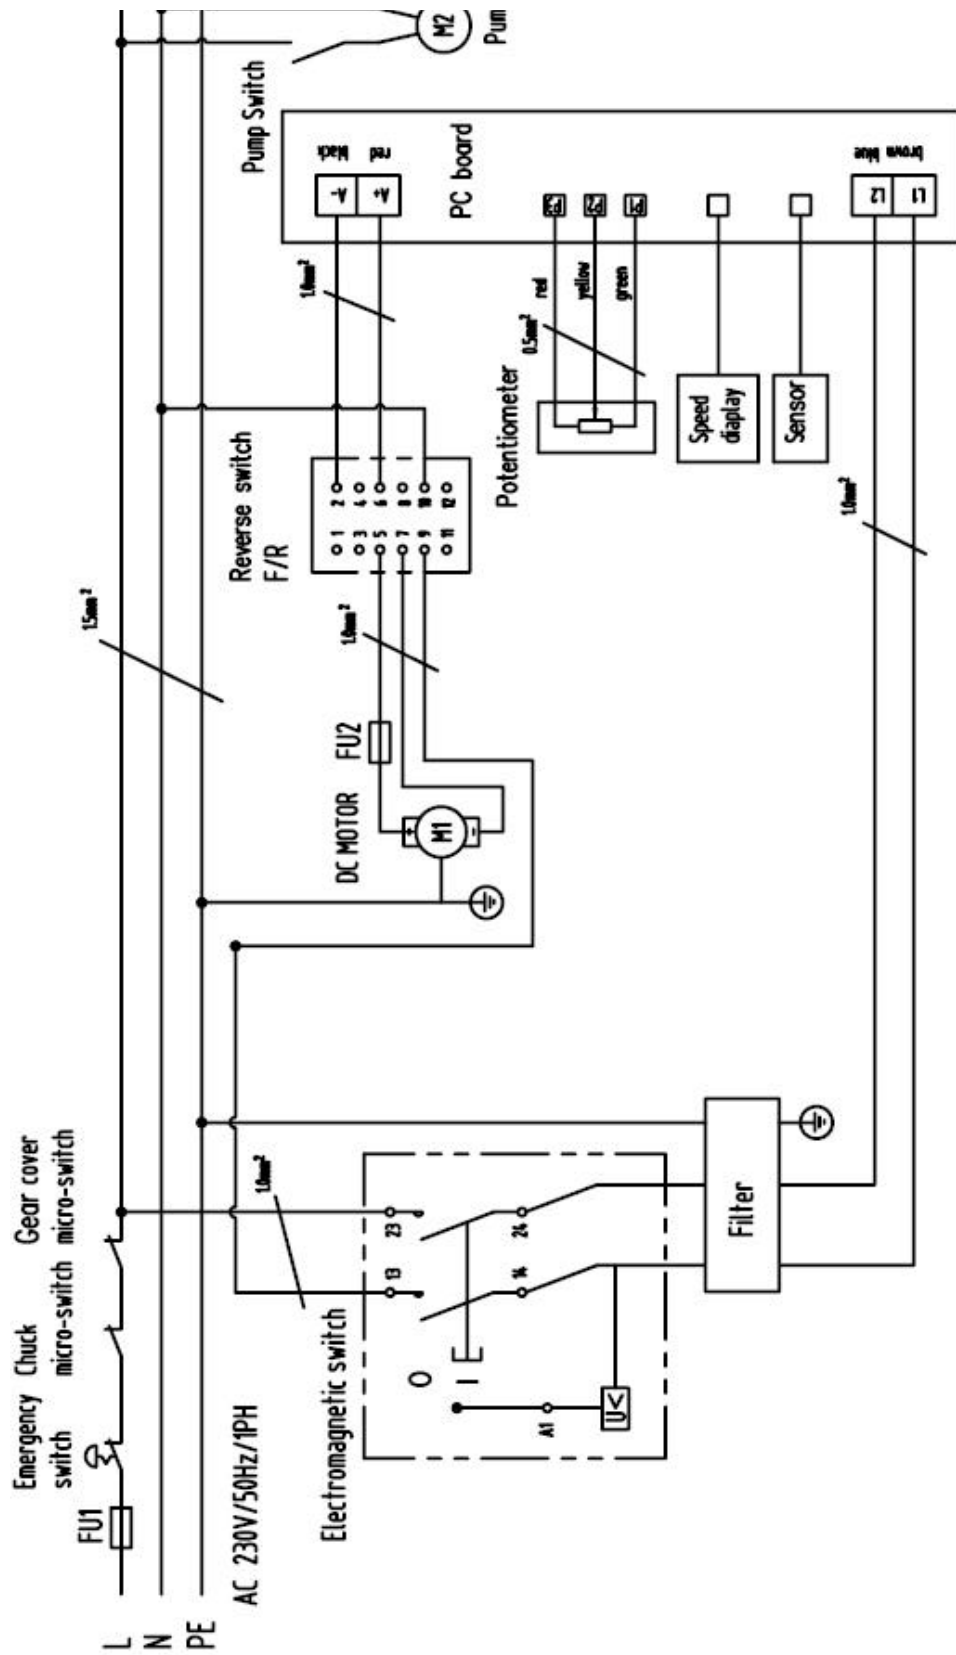 L
N
PE
AC 230V/50Hz/1PH
FU1
Emergency
switch
Chuck
micro-switch
Gear cover
micro-switch
1.5mm²
Pump Switch
M2
Electromagnetic switch
O
I
A1
U<
13
14
23
24
1.0mm²
Filter
DC MOTOR
M1
+
-
FU2
1.0mm²
Reverse switch
F/R
1 2
3 4
5 6
7 8
9 10
11 12
1.0mm²
PC board
black
red
A-
A+
Potentiometer
0.5mm²
red
yellow
green
P3
P2
P1
Speed
diaplay
Sensor
1.0mm²
brown blue
L2
L1